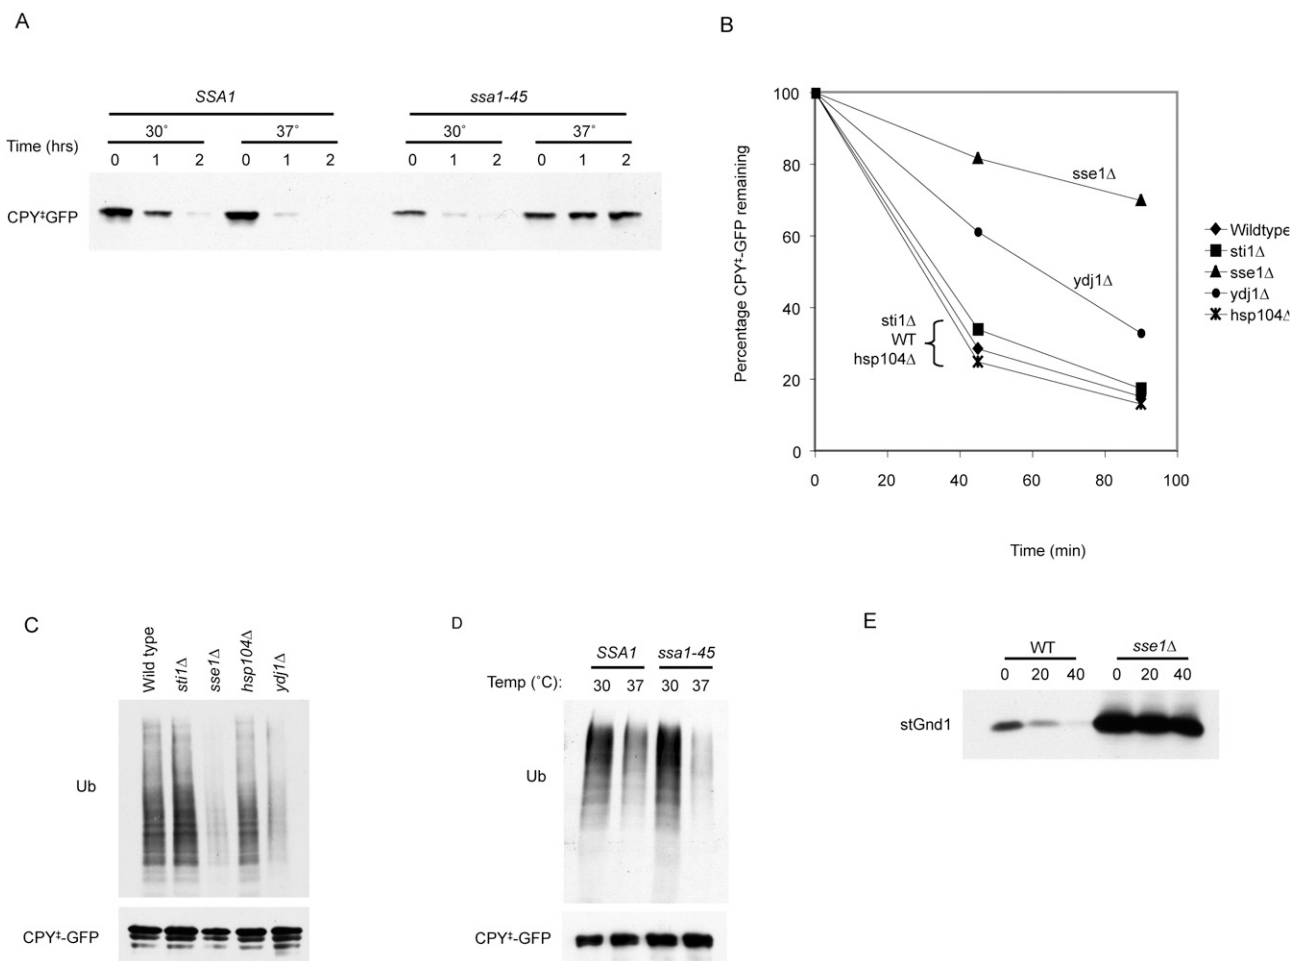 A
SSA1 ssa1-45
30° 37° 30° 37°
Time (hrs) 0 1 2 0 1 2 0 1 2 0 1 2
CPY‡GFP
B
Percentage CPY‡-GFP remaining
100
80
60
40
20
0
0 20 40 60 80 100
Time (min)
sse1Δ
ydj1Δ
sti1Δ
WT
hsp104Δ
Wildtype
sti1Δ
sse1Δ
ydj1Δ
hsp104Δ
C
Wild type sti1Δ sse1Δ hsp104Δ ydj1Δ
Ub
CPY‡-GFP
D
SSA1 ssa1-45
Temp (°C): 30 37 30 37
Ub
CPY‡-GFP
E
WT sse1Δ
0 20 40 0 20 40
stGnd1